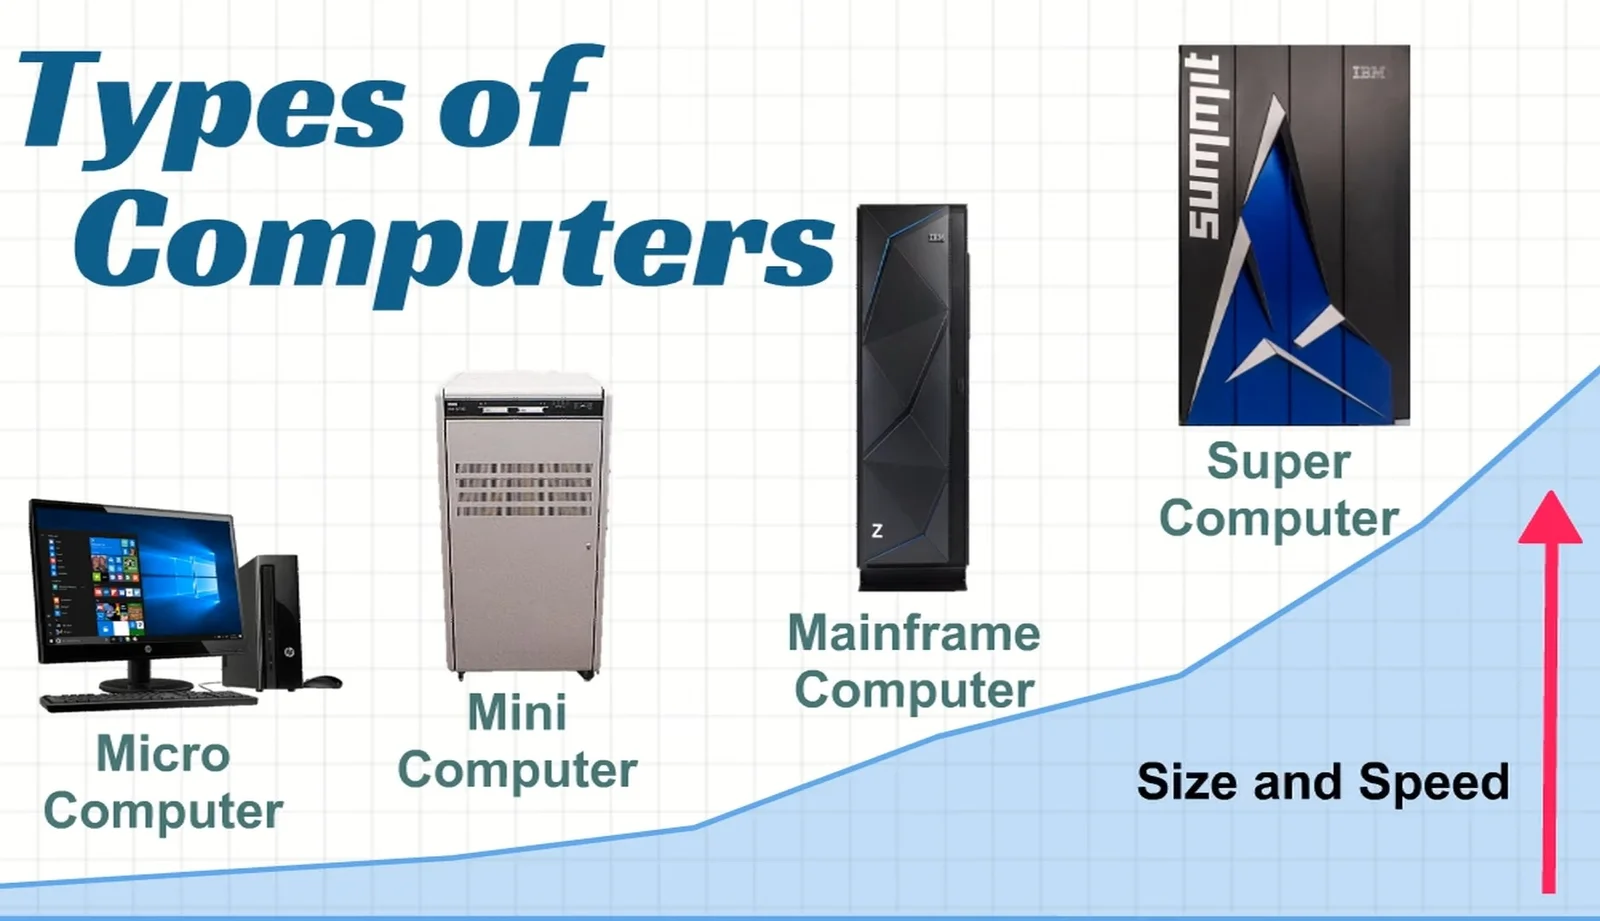 Types of
Computers
summit
IBM
IBM
Z
Super
Computer
Mainframe
Computer
Mini
Computer
Micro
Computer
Size and Speed